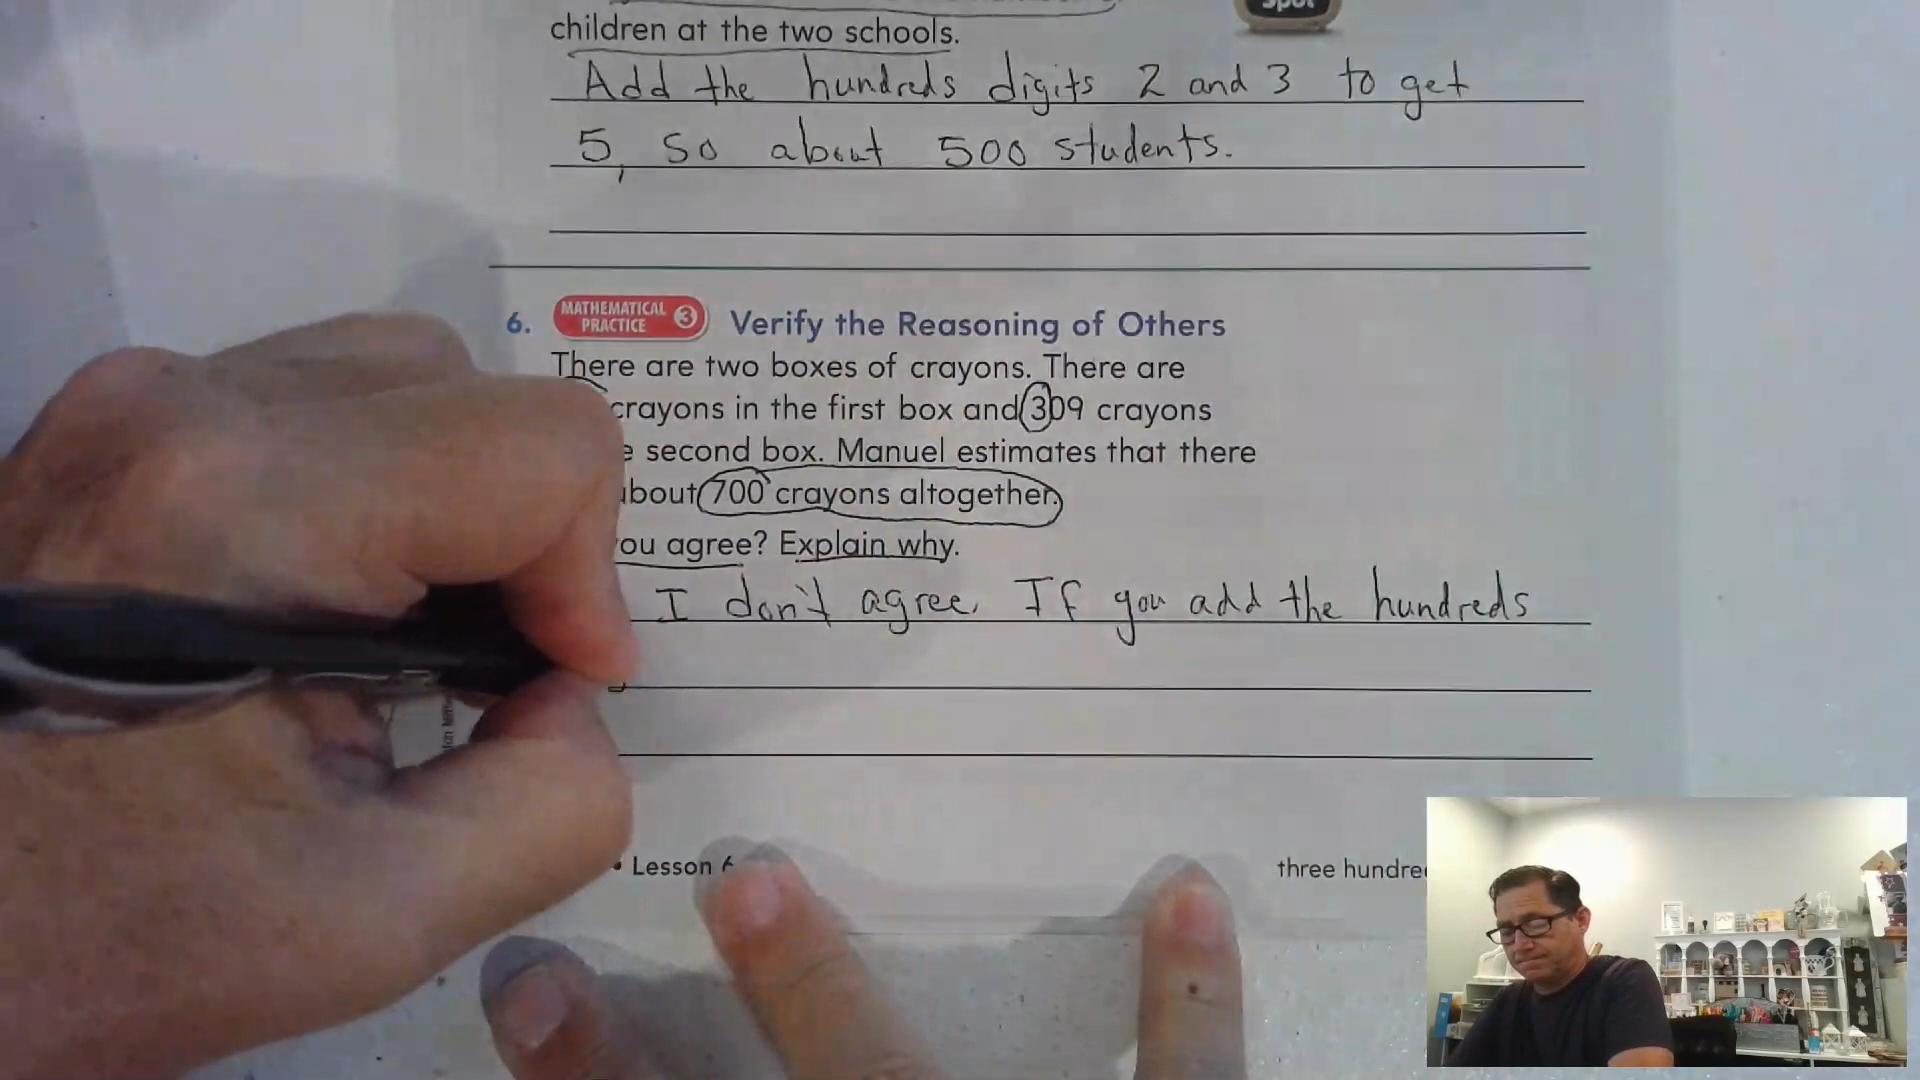 Spot
children at the two schools.
Add the hundreds digits 2 and 3 to get
5, so about 500 students.
6. MATHEMATICAL PRACTICE 3 Verify the Reasoning of Others
There are two boxes of crayons. There are
crayons in the first box and 309 crayons
second box. Manuel estimates that there
700 crayons altogether.
agree? Explain why.
I don't agree. If you add the hundreds
• Lesson 6
three